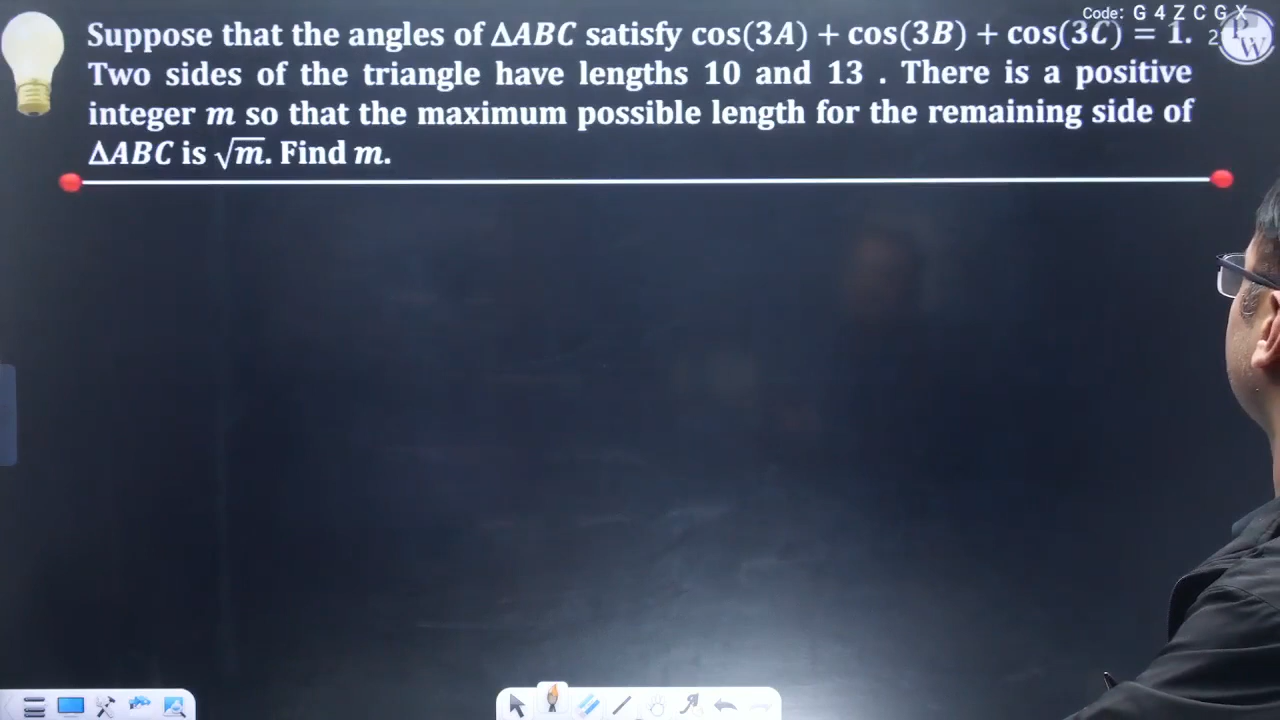 Code: G 4 Z C G X
Suppose that the angles of ΔABC satisfy cos(3A) + cos(3B) + cos(3C) = 1.
Two sides of the triangle have lengths 10 and 13 . There is a positive
integer m so that the maximum possible length for the remaining side of
ΔABC is √m. Find m.
P
W